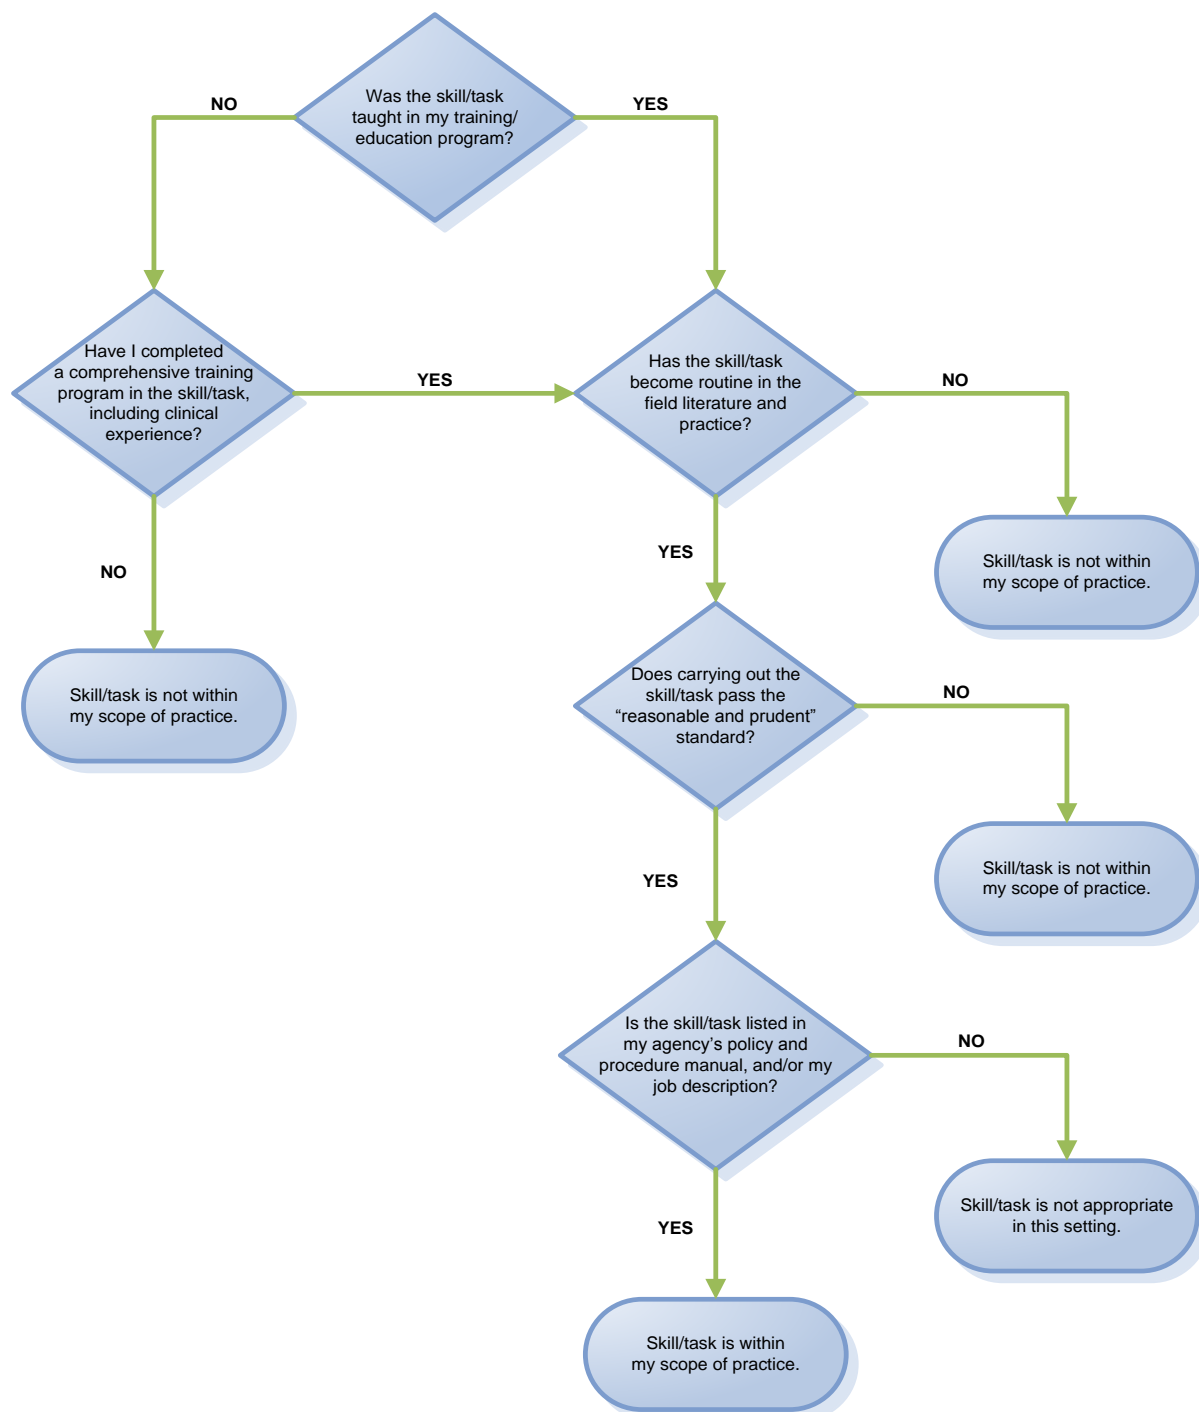 Was the skill/task
taught in my training/
education program?
NO
YES
Have I completed
a comprehensive training
program in the skill/task,
including clinical
experience?
YES
Has the skill/task
become routine in the
field literature and
practice?
NO
NO
YES
Skill/task is not within
my scope of practice.
Skill/task is not within
my scope of practice.
Does carrying out the
skill/task pass the
“reasonable and prudent”
standard?
NO
YES
Skill/task is not within
my scope of practice.
Is the skill/task listed in
my agency’s policy and
procedure manual, and/or my
job description?
NO
YES
Skill/task is not appropriate
in this setting.
Skill/task is within
my scope of practice.